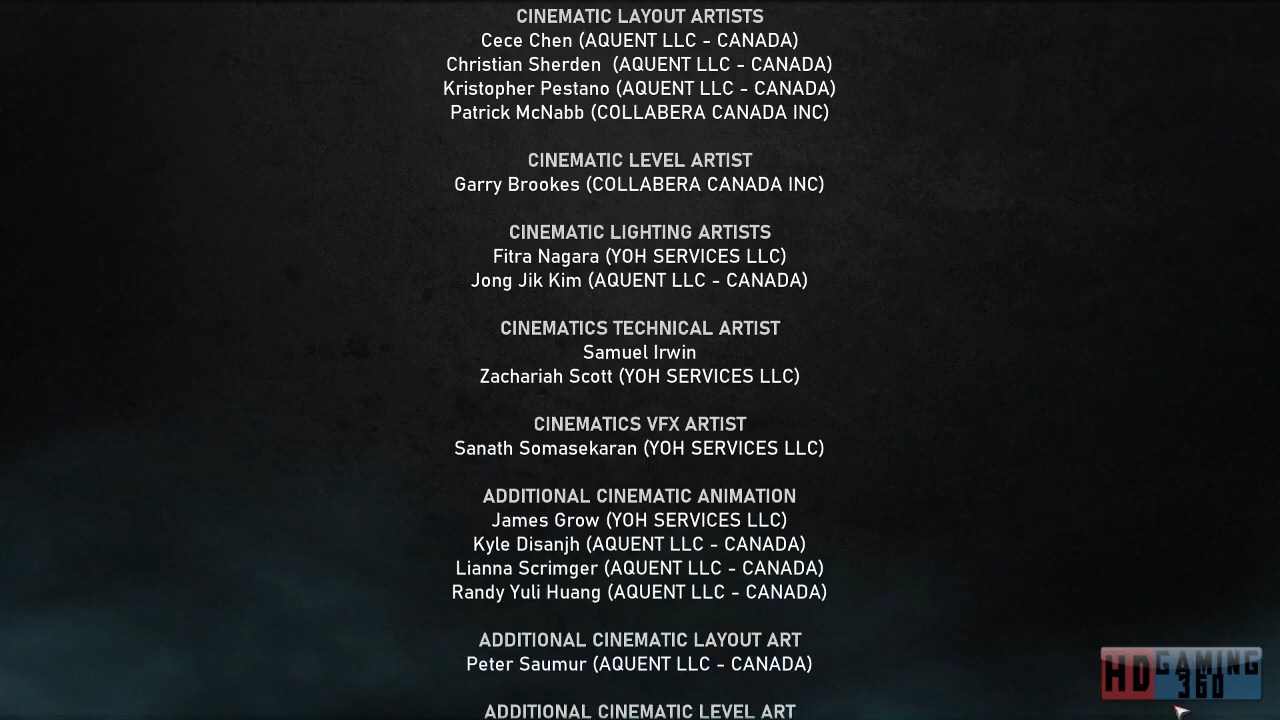 CINEMATIC LAYOUT ARTISTS
Cece Chen (AQUENT LLC - CANADA)
Christian Sherden  (AQUENT LLC - CANADA)
Kristopher Pestano (AQUENT LLC - CANADA)
Patrick McNabb (COLLABERA CANADA INC)
CINEMATIC LEVEL ARTIST
Garry Brookes (COLLABERA CANADA INC)
CINEMATIC LIGHTING ARTISTS
Fitra Nagara (YOH SERVICES LLC)
Jong Jik Kim (AQUENT LLC - CANADA)
CINEMATICS TECHNICAL ARTIST
Samuel Irwin
Zachariah Scott (YOH SERVICES LLC)
CINEMATICS VFX ARTIST
Sanath Somasekaran (YOH SERVICES LLC)
ADDITIONAL CINEMATIC ANIMATION
James Grow (YOH SERVICES LLC)
Kyle Disanjh (AQUENT LLC - CANADA)
Lianna Scrimger (AQUENT LLC - CANADA)
Randy Yuli Huang (AQUENT LLC - CANADA)
ADDITIONAL CINEMATIC LAYOUT ART
Peter Saumur (AQUENT LLC - CANADA)
ADDITIONAL CINEMATIC LEVEL ART
HD GAMING
360